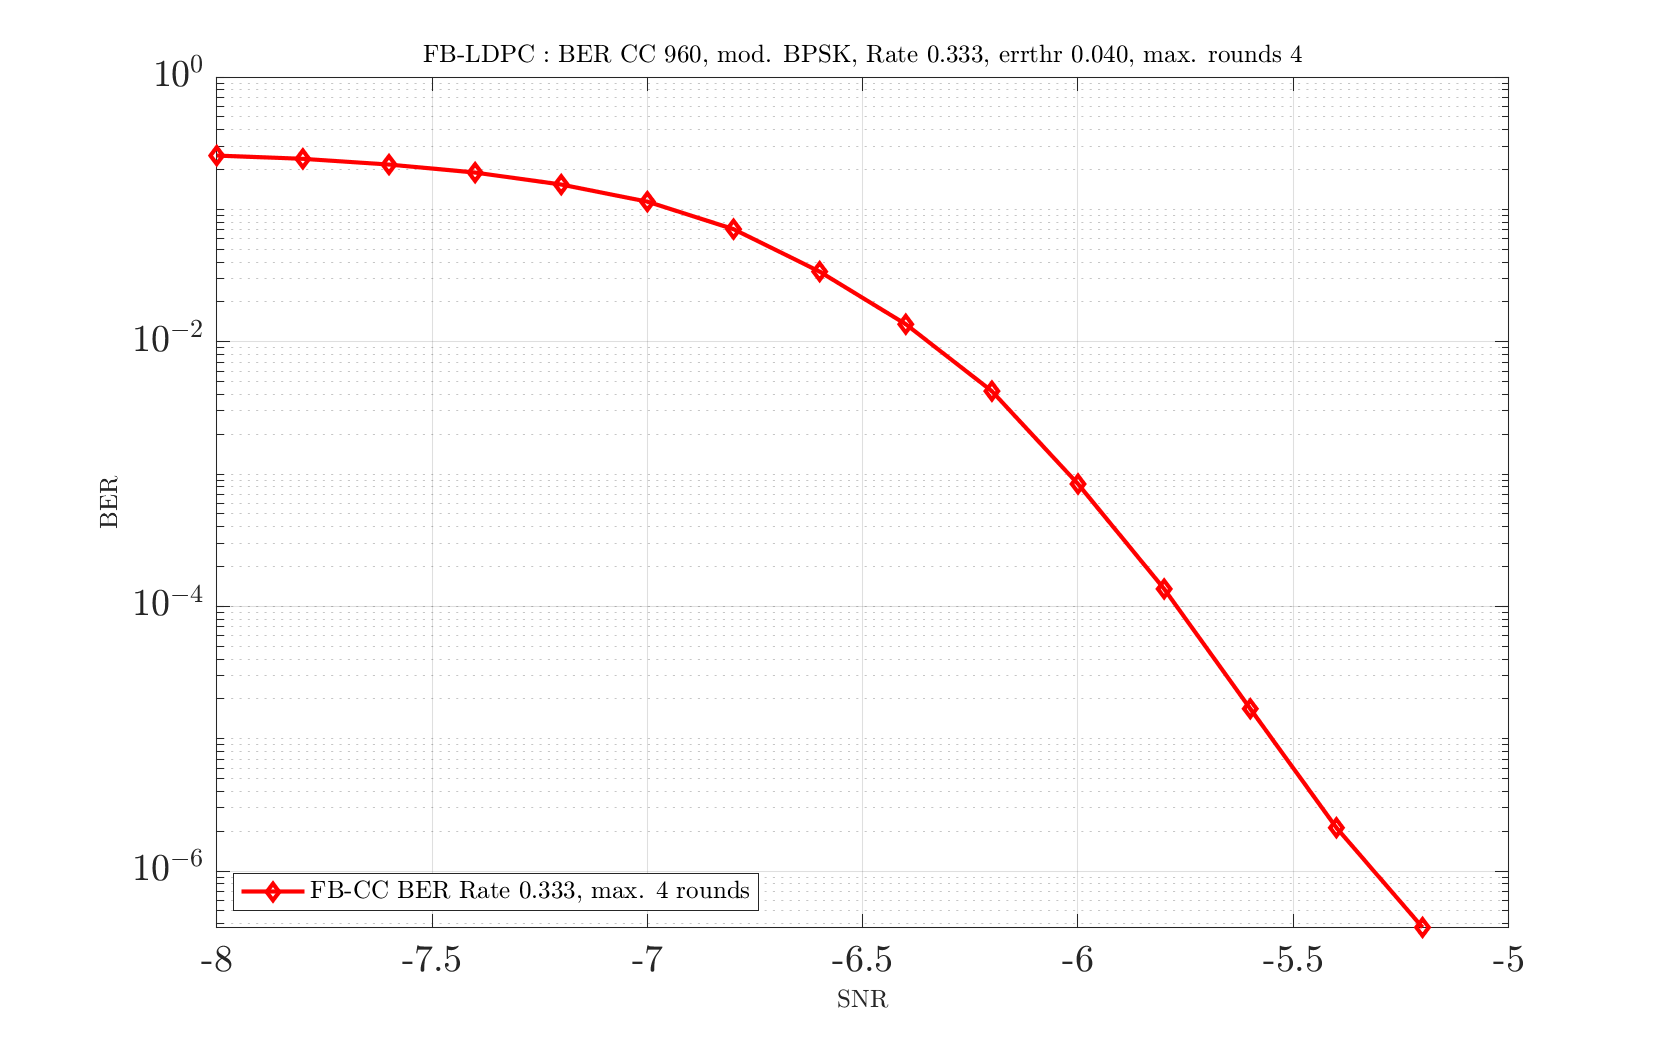 FB-LDPC : BER CC 960, mod. BPSK, Rate 0.333, errthr 0.040, max. rounds 4
10^0
10^-2
10^-4
10^-6
BER
FB-CC BER Rate 0.333, max. 4 rounds
-8 -7.5 -7 -6.5 -6 -5.5 -5
SNR